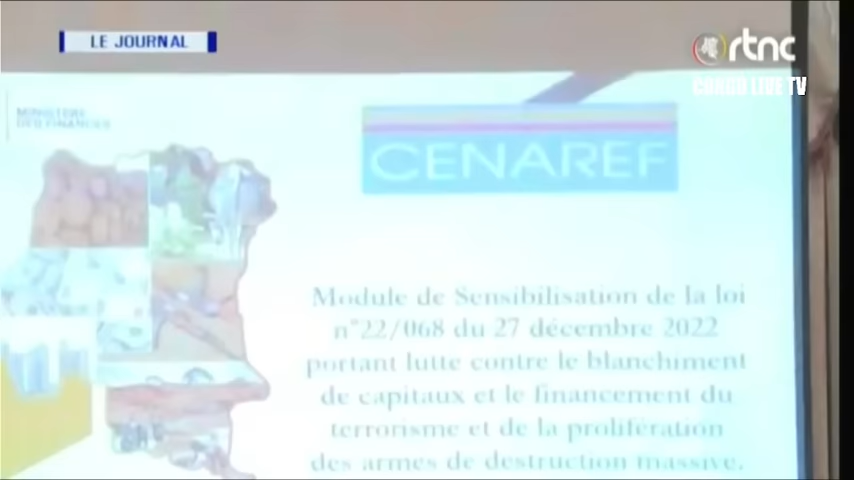 LE JOURNAL
rtnc
CONGO LIVE TV
MINISTÈRE
DES FINANCES
CENAREF
Module de Sensibilisation de la loi
n°22/068 du 27 décembre 2022
portant lutte contre le blanchiment
de capitaux et le financement du
terrorisme et de la prolifération
des armes de destruction massive.